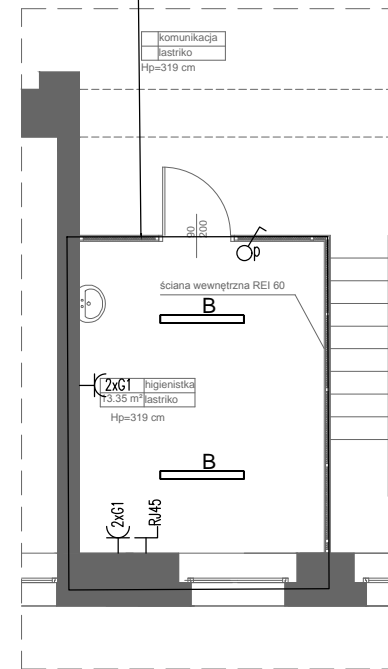 komunikacja
lastriko
Hp=319 cm
90
200
p
ściana wewnętrzna REI 60
B
2xG1
higienistka
13.35 m² lastriko
Hp=319 cm
B
2xG1
RJ45